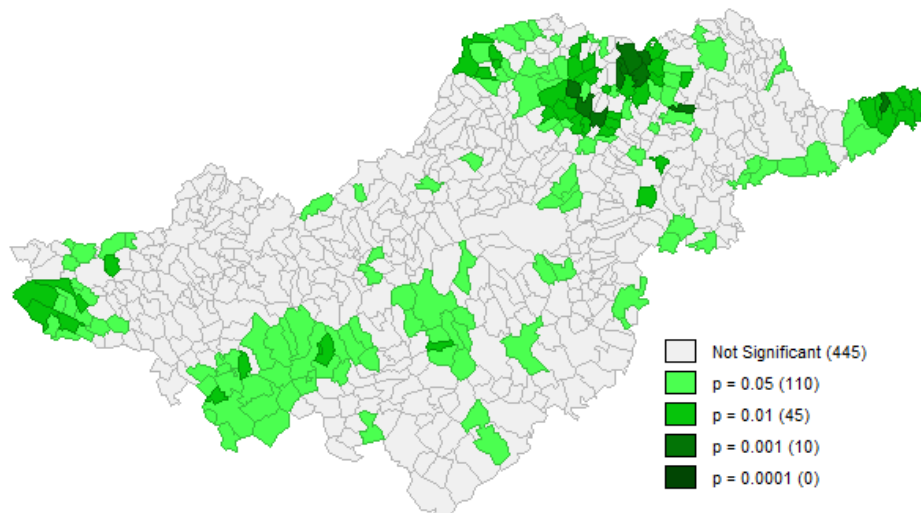 Not Significant (445)
p = 0.05 (110)
p = 0.01 (45)
p = 0.001 (10)
p = 0.0001 (0)